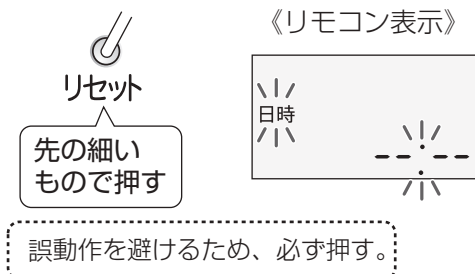 《リモコン表示》
リセット
先の細い
もので押す
日時
--:--
誤動作を避けるため、必ず押す。